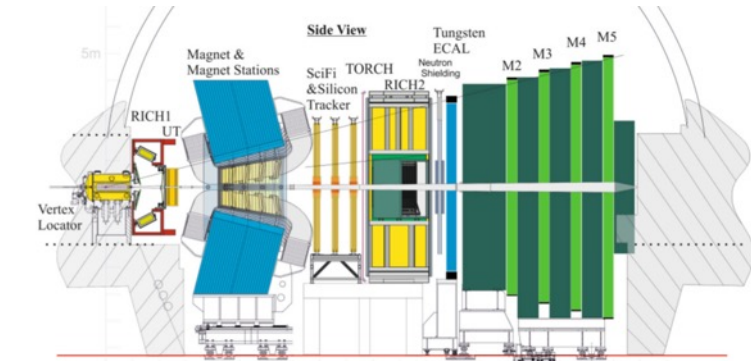 Side View
5m
Magnet &
Magnet Stations
RICH1
UT
SciFi
&Silicon
Tracker
TORCH
RICH2
Tungsten
ECAL
Neutron
Shielding
M2
M3
M4
M5
Vertex
Locator